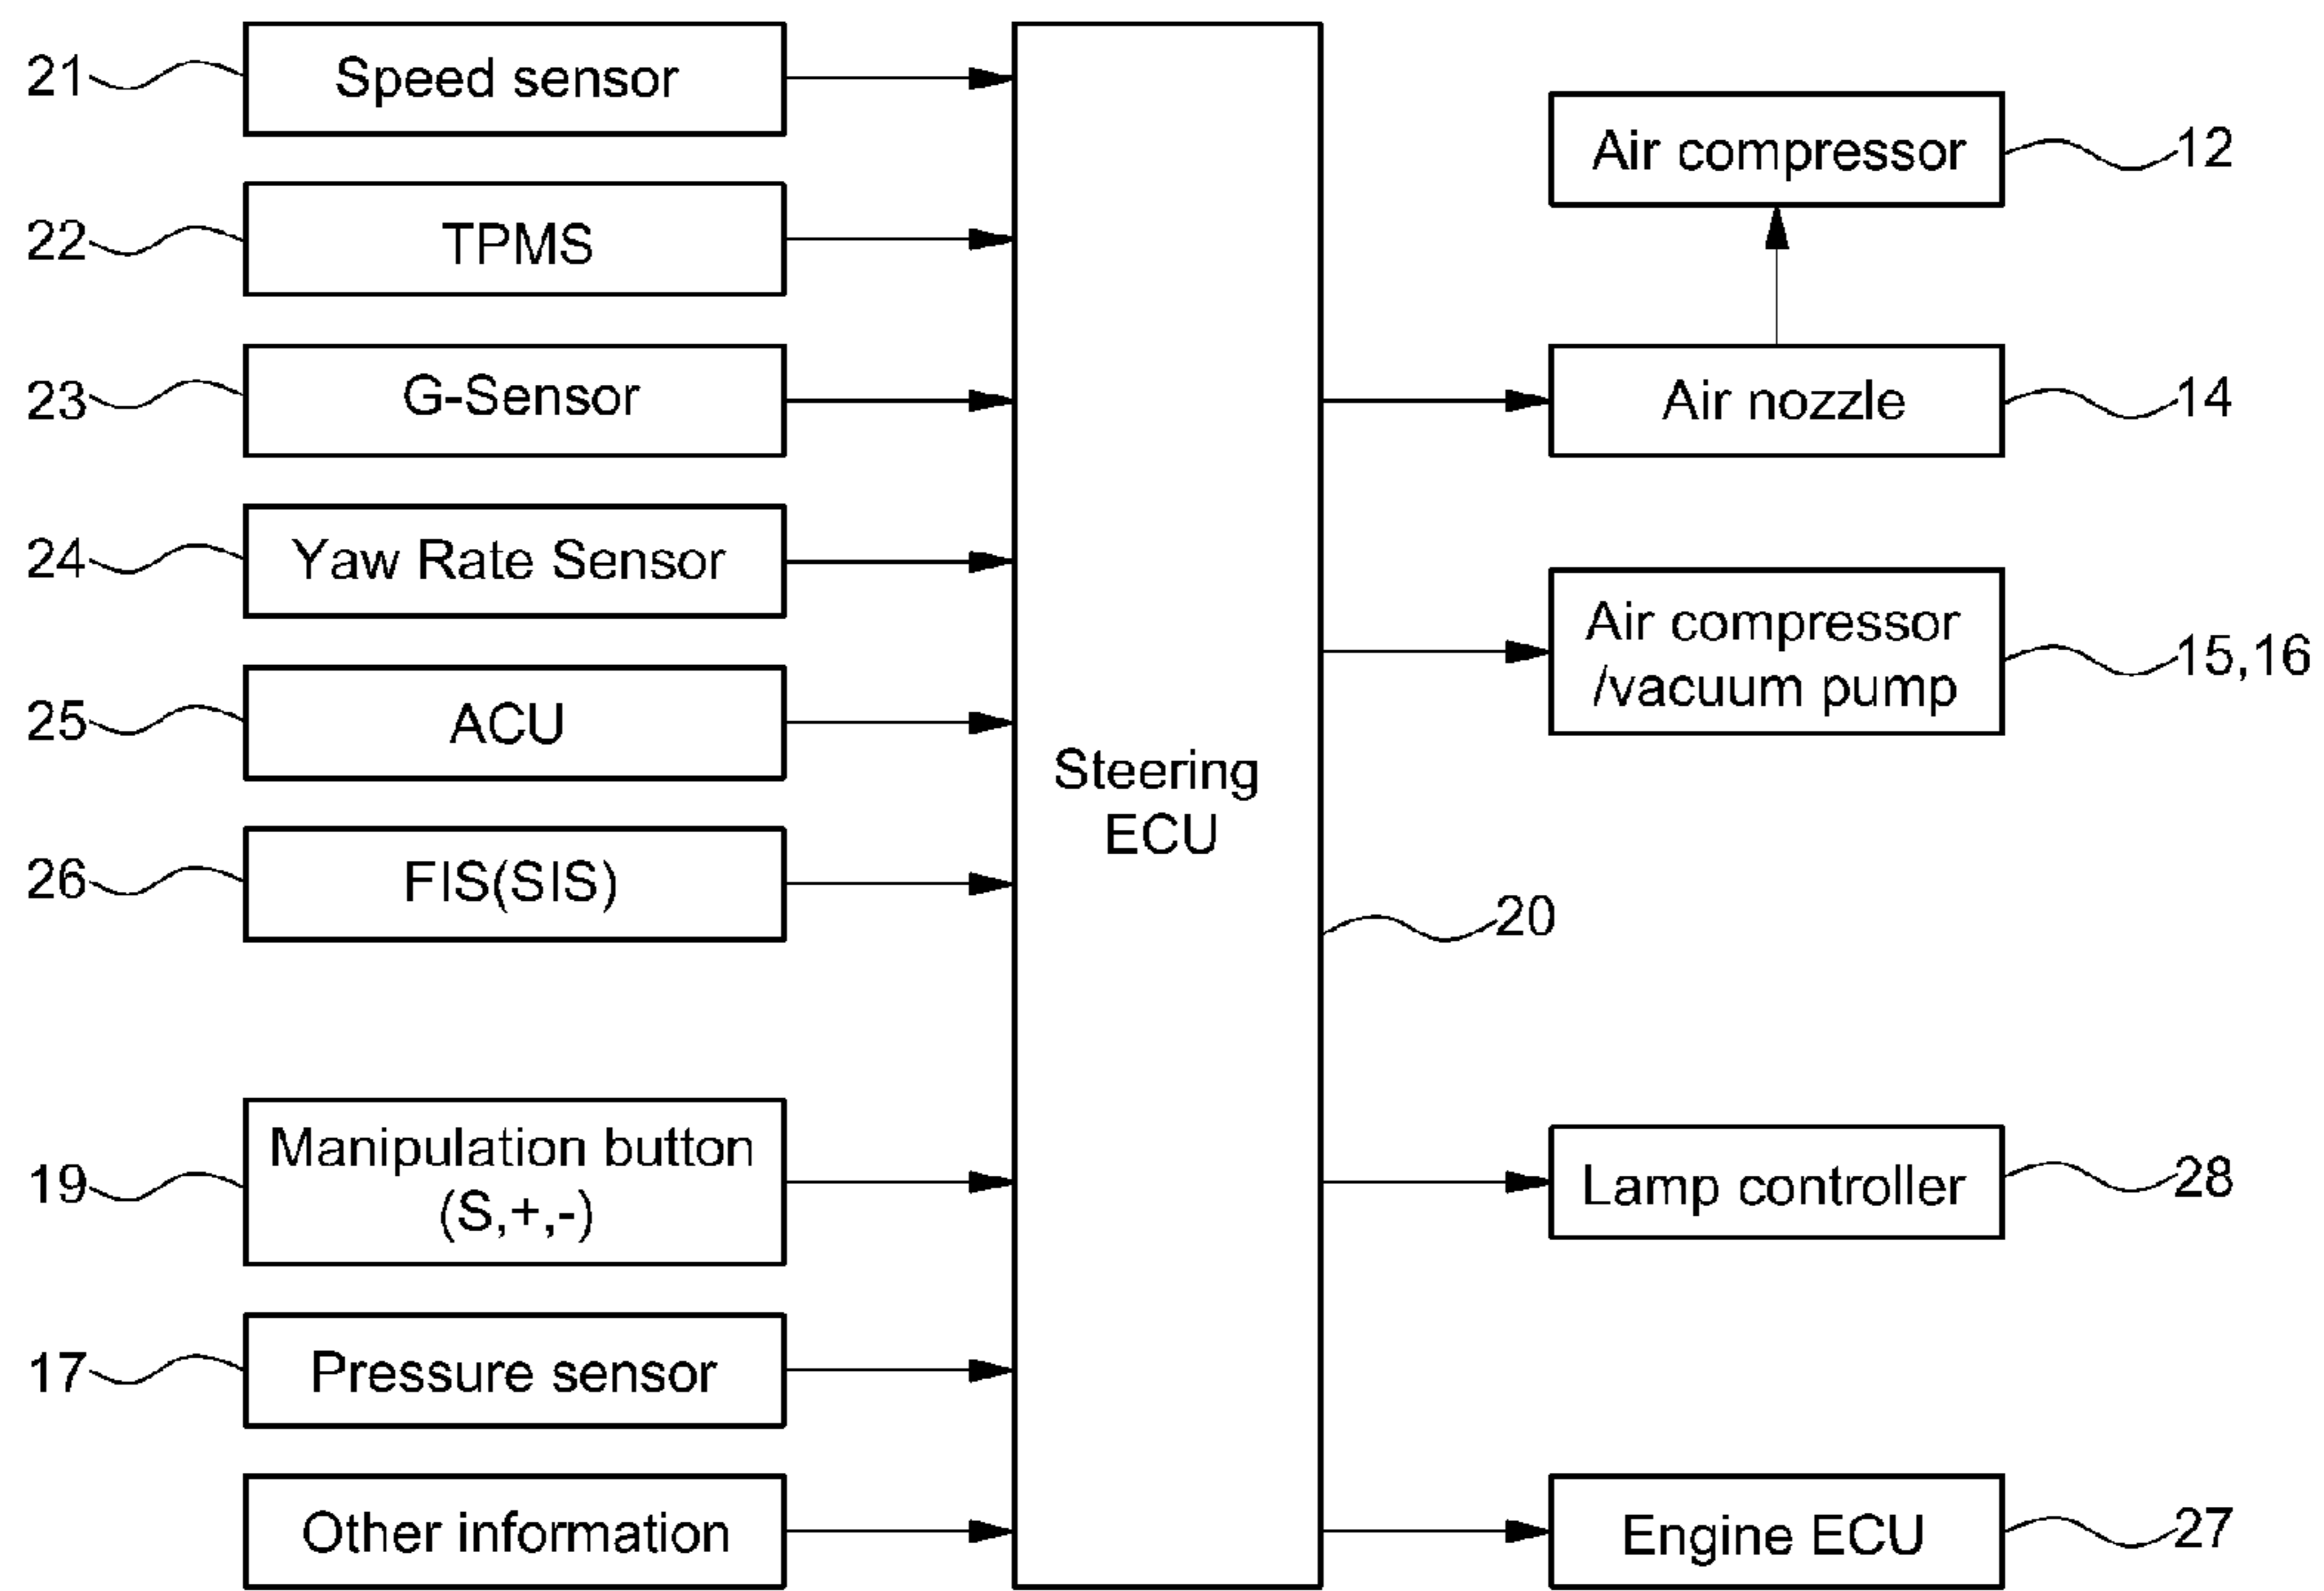 21
Speed sensor
22
TPMS
23
G-Sensor
24
Yaw Rate Sensor
25
ACU
26
FIS(SIS)
19
Manipulation button
(S,+,-)
17
Pressure sensor
Other information
Steering
ECU
20
Air compressor
12
Air nozzle
14
Air compressor
/vacuum pump
15,16
Lamp controller
28
Engine ECU
27